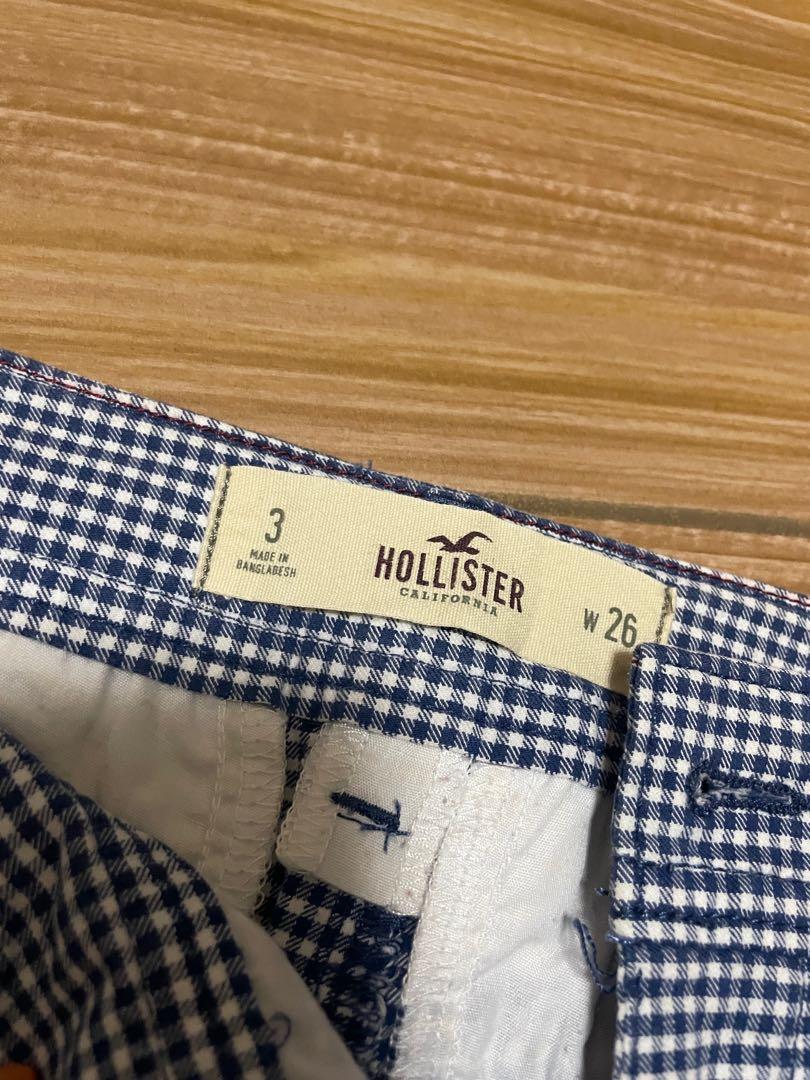 3
MADE IN
BANGLADESH
HOLLISTER
CALIFORNIA
W 26